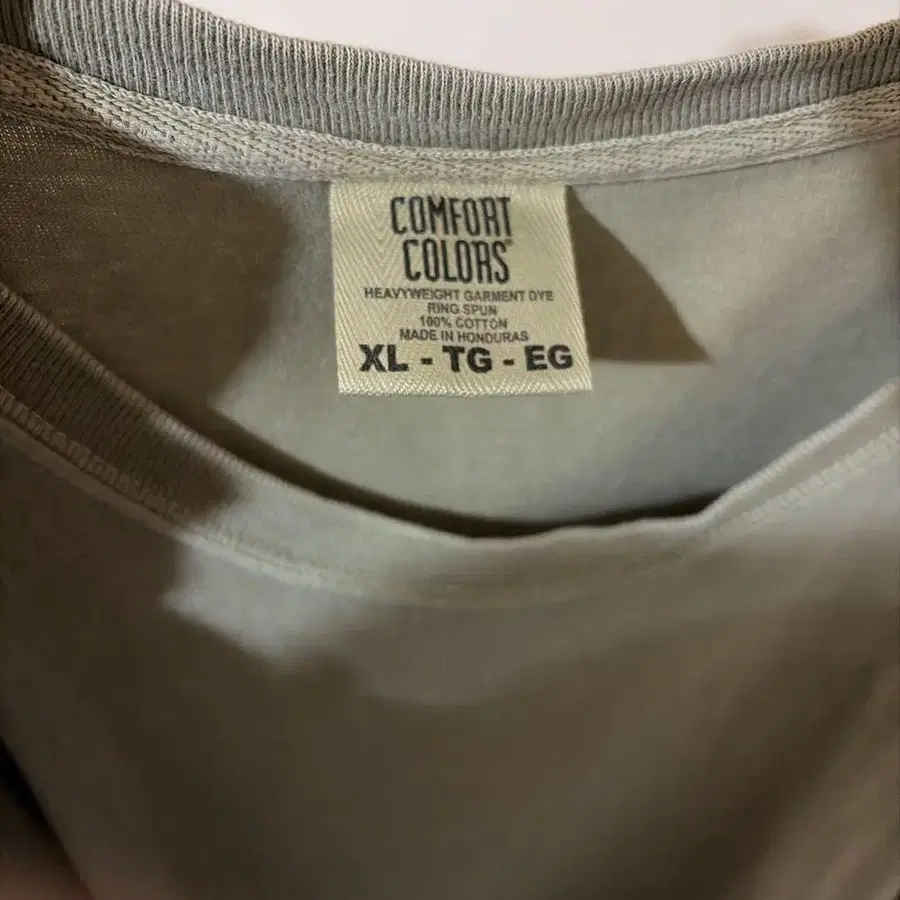 COMFORT
COLORS
HEAVYWEIGHT GARMENT DYE
RING SPUN
100% COTTON
MADE IN HONDURAS
XL - TG - EG